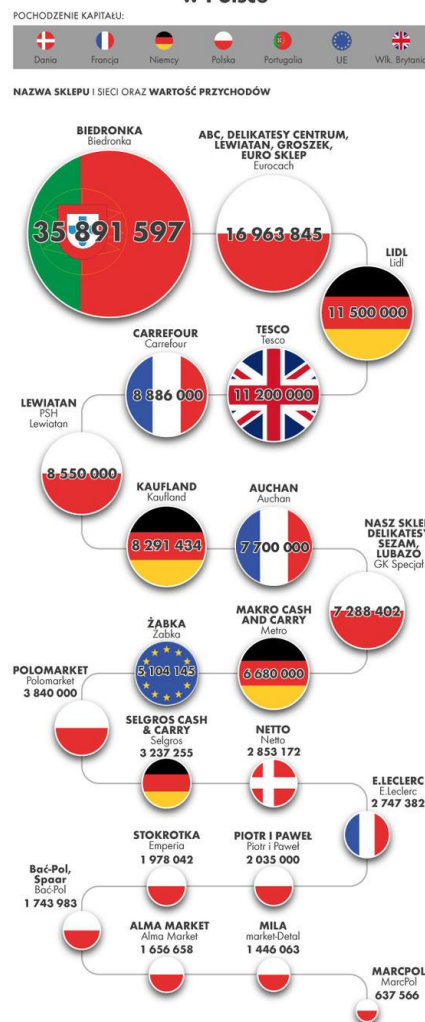 w Polsce
POCHODZENIE KAPITAŁU:
Dania Francja Niemcy Polska Portugalia UE Wlk. Brytania
NAZWA SKLEPU I SIECI ORAZ WARTOŚĆ PRZYCHODÓW
BIEDRONKA
Biedronka
35 891 597
ABC, DELIKATESY CENTRUM,
LEWIATAN, GROSZEK,
EURO SKLEP
Eurocach
16 963 845
LIDL
Lidl
11 500 000
TESCO
Tesco
11 200 000
CARREFOUR
Carrefour
8 886 000
LEWIATAN
PSH
Lewiatan
8 550 000
KAUFLAND
Kaufland
8 291 434
AUCHAN
Auchan
7 700 000
NASZ SKLEP
DELIKATESY
SEZAM,
LUBAZO
GK Specjał
7 288 402
MAKRO CASH
AND CARRY
Metro
6 680 000
ŻABKA
Żabka
5 104 145
POLOMARKET
Polomarket
3 840 000
SELGROS CASH
& CARRY
Selgros
3 237 255
NETTO
Netto
2 853 172
E.LECLERC
E.Leclerc
2 747 382
PIOTR I PAWEŁ
Piotr i Paweł
2 035 000
STOKROTKA
Emperia
1 978 042
Bać-Pol,
Spaar
Bać-Pol
1 743 983
ALMA MARKET
Alma Market
1 656 658
MILA
market-Detal
1 446 063
MARCPOL
MarcPol
637 566